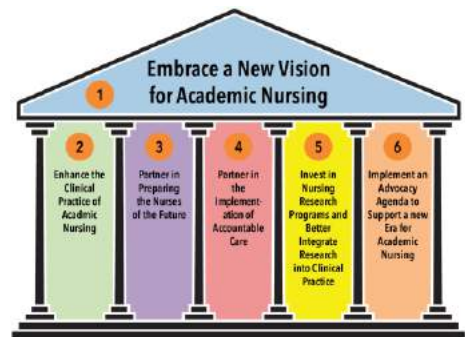 Embrace a New Vision
for Academic Nursing
1
2
Enhance the
Clinical
Practice of
Acadmic
Nursing
3
Partner in
Preparing
the Nurses
of the Future
4
Partner in
the
Implement-
ation of
Accountable
Care
5
Invest in
Nursing
Research
Programs and
Better
Integrate
Research
into Clinical
Practice
6
Implement an
Advocacy
Agenda to
Support a new
Era for
Academic
Nursing